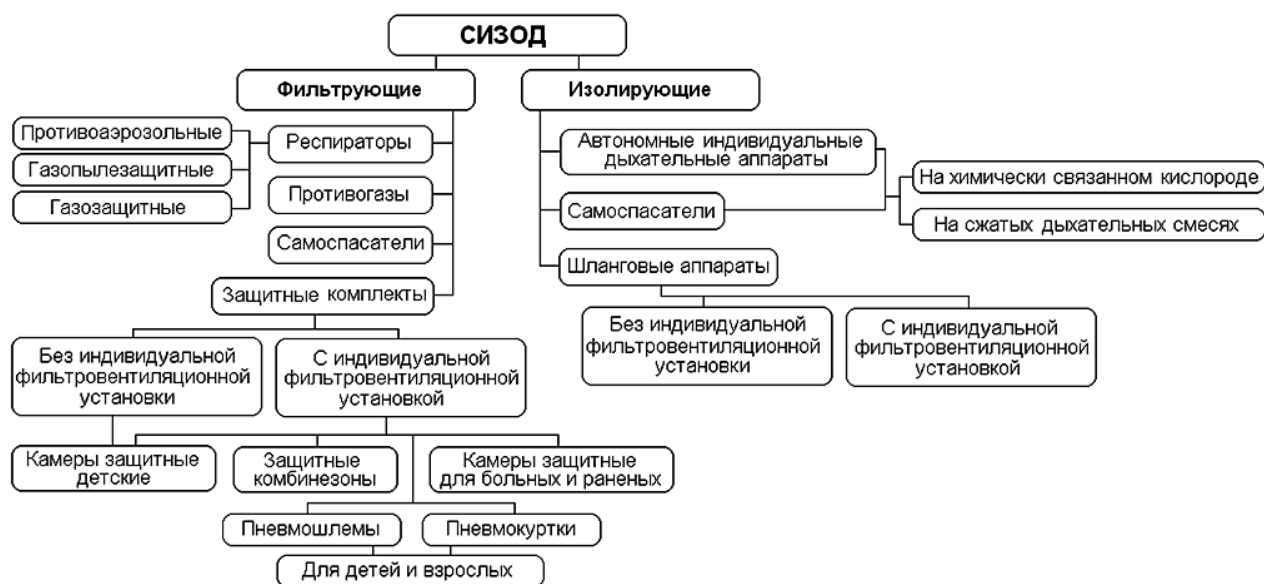 СИЗОД
Фильтрующие
Изолирующие
Противоаэрозольные
Газопылезащитные
Газозащитные
Респираторы
Противогазы
Самоспасатели
Защитные комплекты
Автономные индивидуальные
дыхательные аппараты
Самоспасатели
Шланговые аппараты
На химически связанном кислороде
На сжатых дыхательных смесях
Без индивидуальной
фильтровентиляционной
установки
С индивидуальной
фильтровентиляционной
установкой
Без индивидуальной
фильтровентиляционной
установки
С индивидуальной
фильтровентиляционной
установкой
Камеры защитные
детские
Защитные
комбинезоны
Камеры защитные
для больных и раненых
Пневмошлемы
Пневмокуртки
Для детей и взрослых